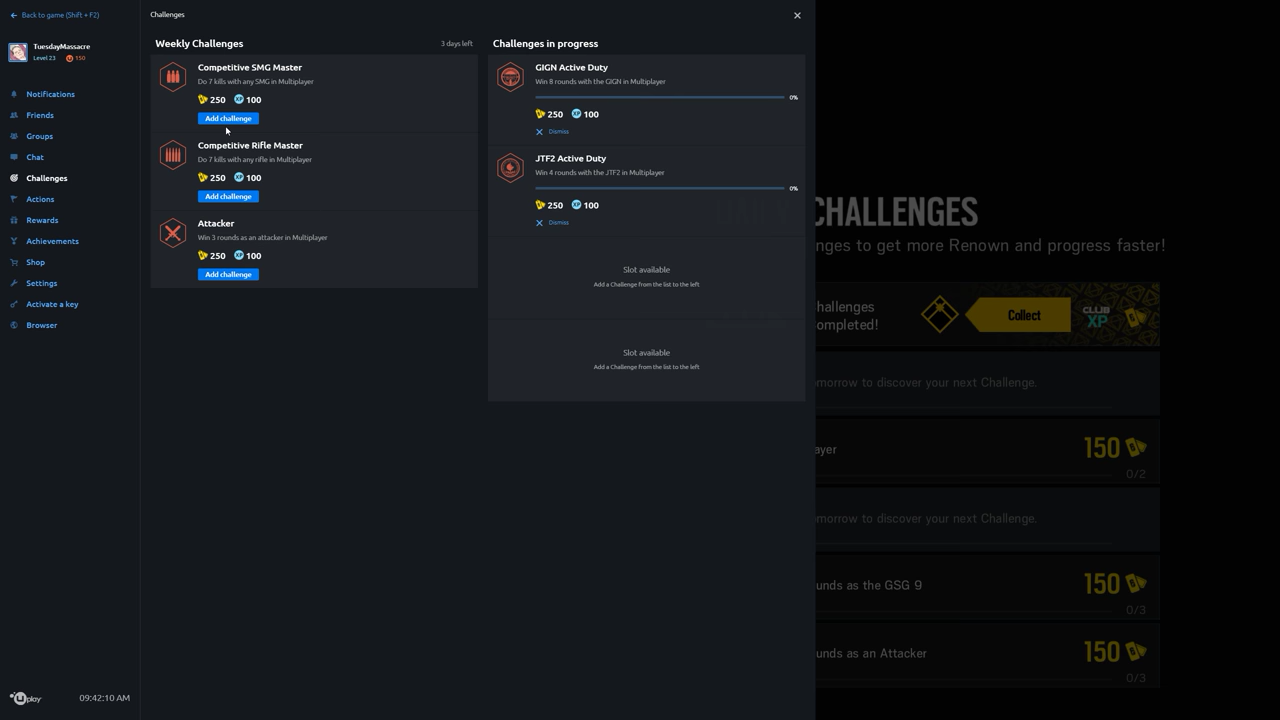 Back to game (Shift + F2)
TuesdayMassacre
Level 23 150
Notifications
Friends
Groups
Chat
Challenges
Actions
Rewards
Achievements
Shop
Settings
Activate a key
Browser
uplay
09:42:10 AM
Challenges
Weekly Challenges
3 days left
Competitive SMG Master
Do 7 kills with any SMG in Multiplayer
250 XP 100
Add challenge
Competitive Rifle Master
Do 7 kills with any rifle in Multiplayer
250 XP 100
Add challenge
Attacker
Win 3 rounds as an attacker in Multiplayer
250 XP 100
Add challenge
Challenges in progress
GIGN Active Duty
Win 8 rounds with the GIGN in Multiplayer
0%
250 XP 100
Dismiss
JTF2 Active Duty
Win 4 rounds with the JTF2 in Multiplayer
0%
250 XP 100
Dismiss
Slot available
Add a Challenge from the list to the left
Slot available
Add a Challenge from the list to the left
CHALLENGES
enges to get more Renown and progress faster!
hallenges
ompleted!
Collect
CLUB
XP
morrow to discover your next Challenge.
ayer
150
0/2
morrow to discover your next Challenge.
unds as the GSG 9
150
0/3
unds as an Attacker
150
0/3